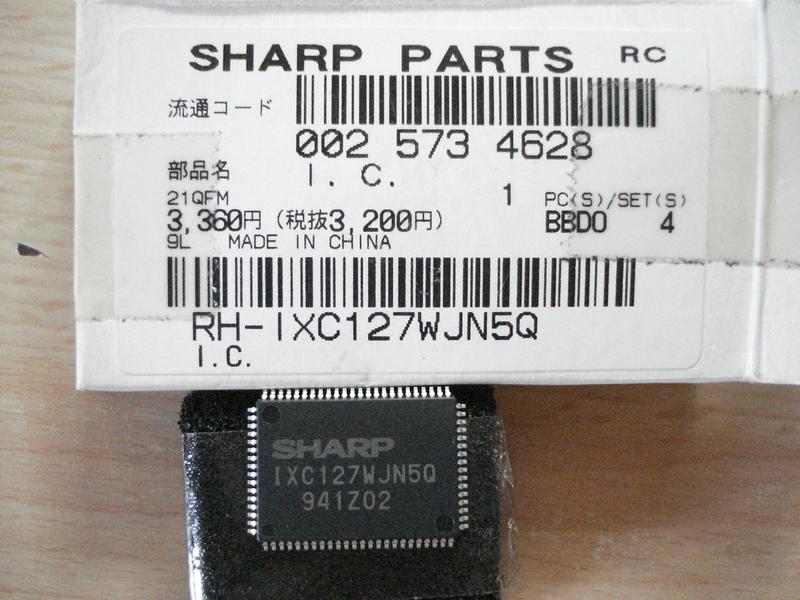 SHARP PARTS RC
流通コード
002 573 4628
部品名 I. C.
21QFM 1 PC(S)/SET(S)
3,360円 (税抜3,200円) BBDO 4
9L MADE IN CHINA
RH-IXC127WJN5Q
I.C.
SHARP
IXC127WJN5Q
941Z02